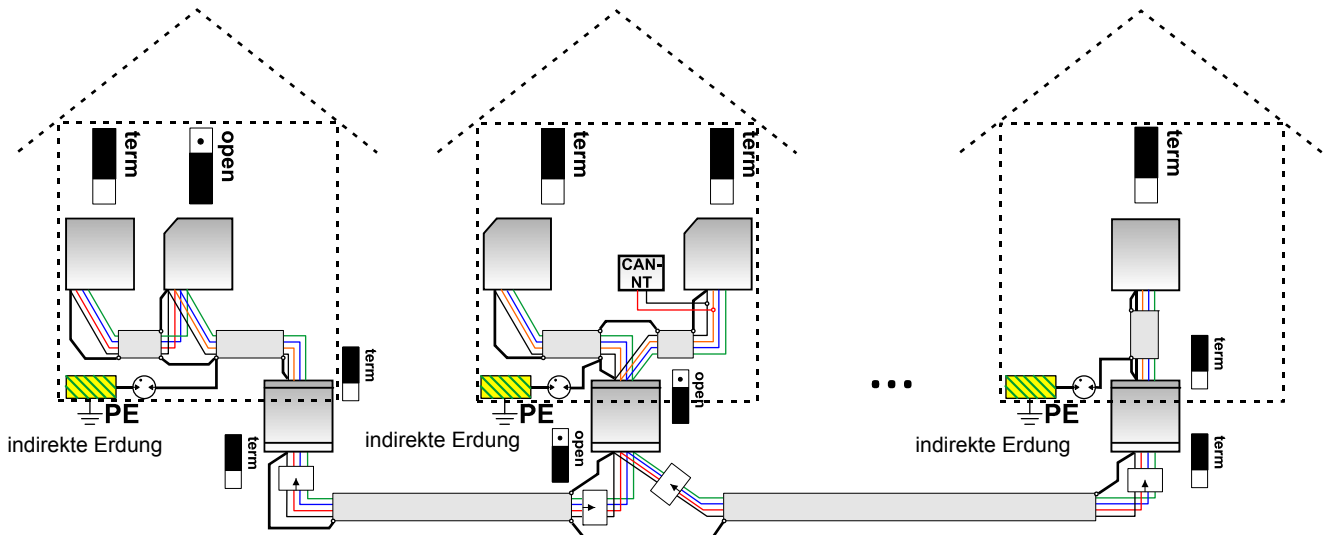 term
open
term
term
term
CAN-
NT
term
open
term
PE
PE
PE
indirekte Erdung
indirekte Erdung
indirekte Erdung
term
open
term
...